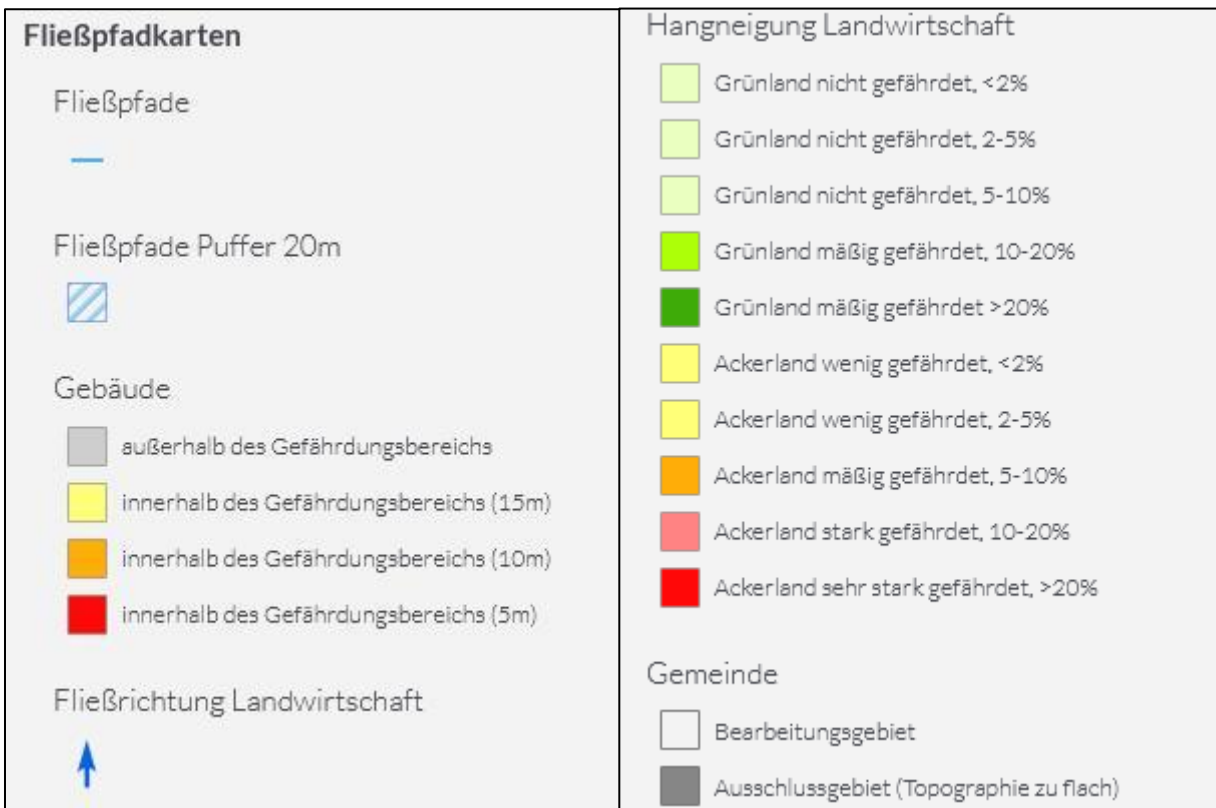 Fließpfadkarten
Fließpfade
Fließpfade Puffer 20m
Gebäude
außerhalb des Gefährdungsbereichs
innerhalb des Gefährdungsbereichs (15m)
innerhalb des Gefährdungsbereichs (10m)
innerhalb des Gefährdungsbereichs (5m)
Fließrichtung Landwirtschaft
Hangneigung Landwirtschaft
Grünland nicht gefährdet, <2%
Grünland nicht gefährdet, 2-5%
Grünland nicht gefährdet, 5-10%
Grünland mäßig gefährdet, 10-20%
Grünland mäßig gefährdet >20%
Ackerland wenig gefährdet, <2%
Ackerland wenig gefährdet, 2-5%
Ackerland mäßig gefährdet, 5-10%
Ackerland stark gefährdet, 10-20%
Ackerland sehr stark gefährdet, >20%
Gemeinde
Bearbeitungsgebiet
Ausschlussgebiet (Topographie zu flach)